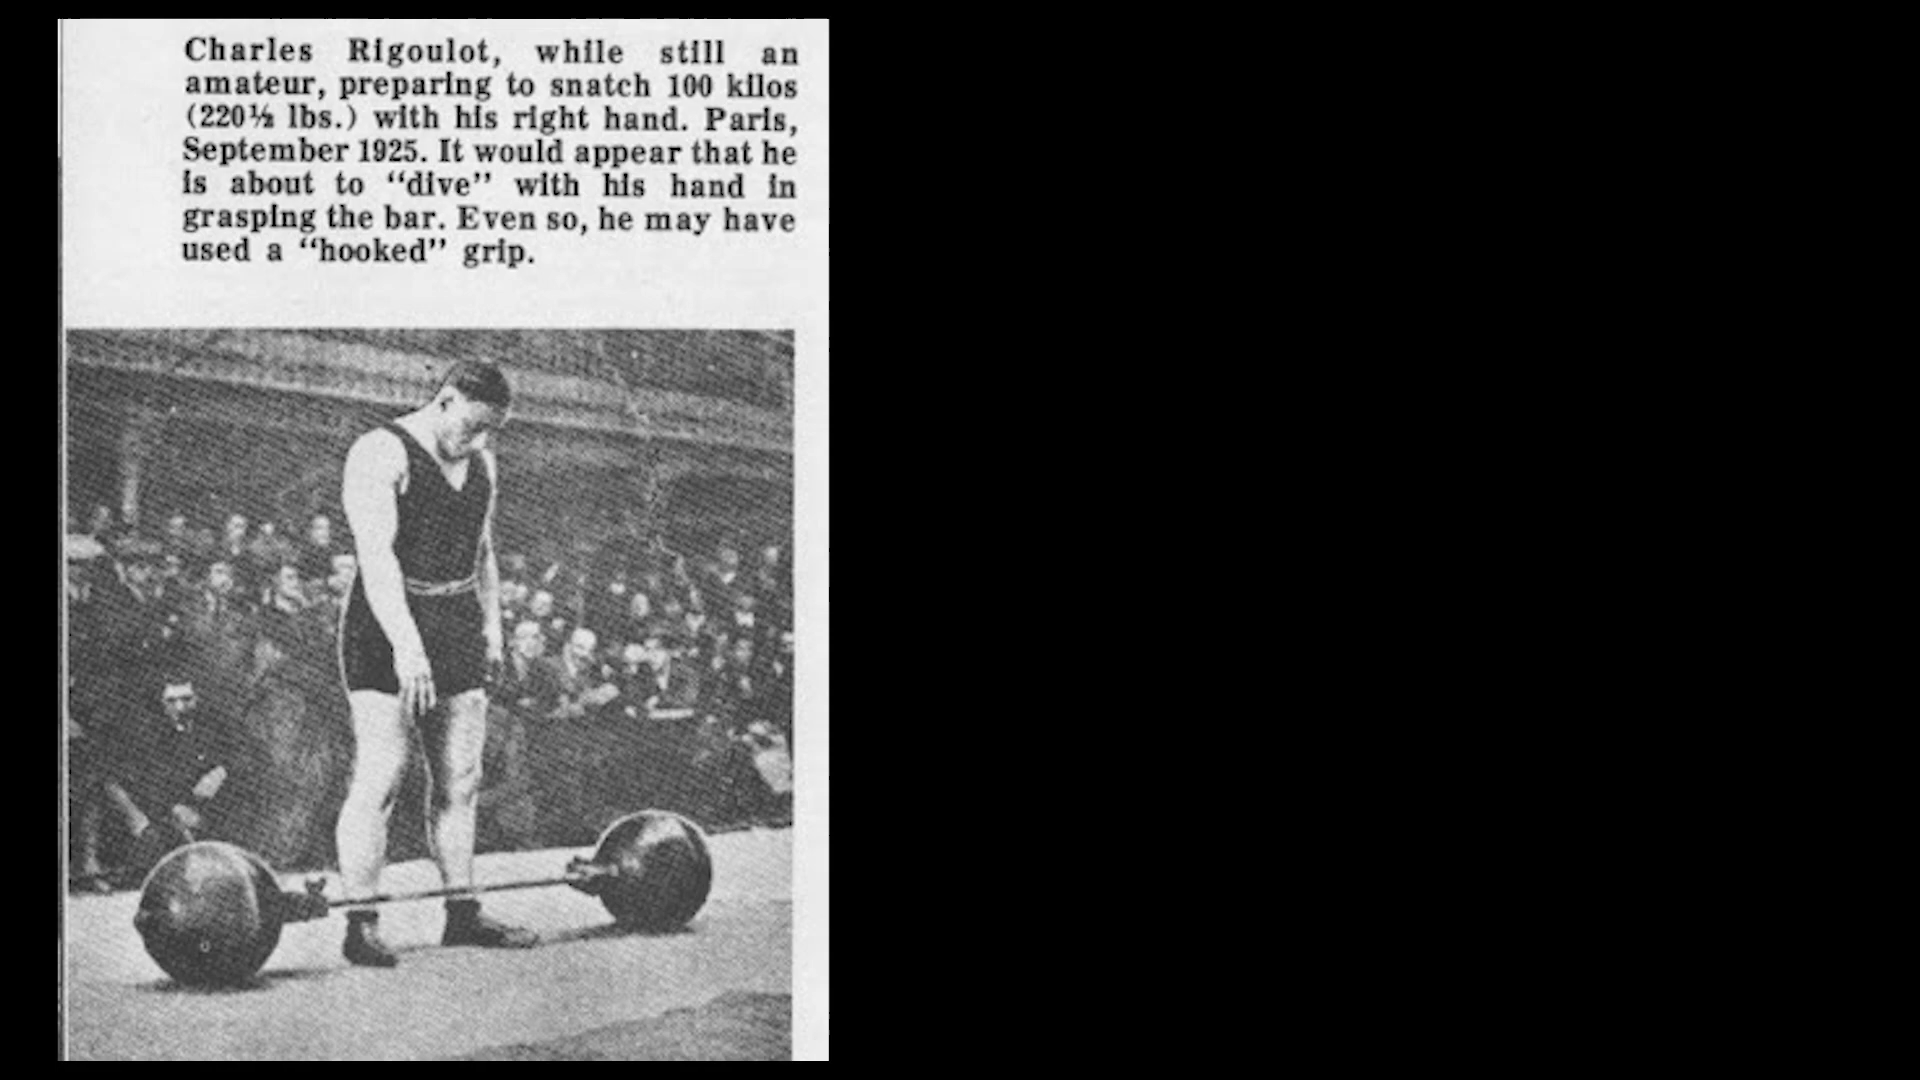 Charles Rigoulot, while still an
amateur, preparing to snatch 100 kilos
(220½ lbs.) with his right hand. Paris,
September 1925. It would appear that he
is about to “dive” with his hand in
grasping the bar. Even so, he may have
used a “hooked” grip.